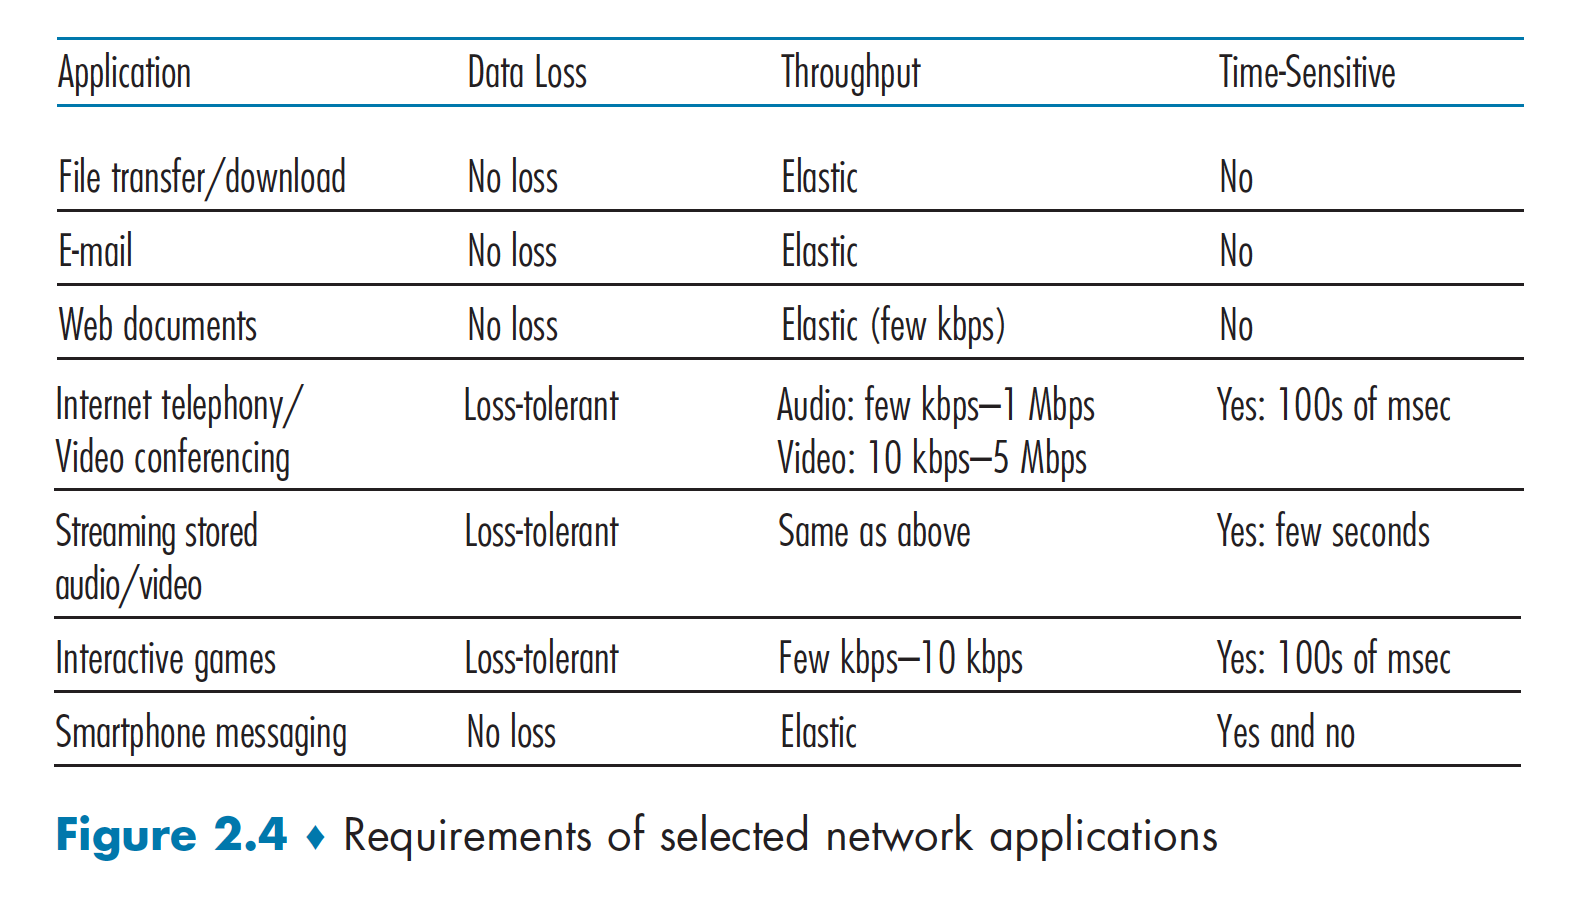 Application Data Loss Throughput Time-Sensitive
File transfer/download No loss Elastic No
E-mail No loss Elastic No
Web documents No loss Elastic (few kbps) No
Internet telephony/ Loss-tolerant Audio: few kbps–1 Mbps Yes: 100s of msec
Video conferencing Video: 10 kbps–5 Mbps
Streaming stored Loss-tolerant Same as above Yes: few seconds
audio/video
Interactive games Loss-tolerant Few kbps–10 kbps Yes: 100s of msec
Smartphone messaging No loss Elastic Yes and no
Figure 2.4 ♦ Requirements of selected network applications